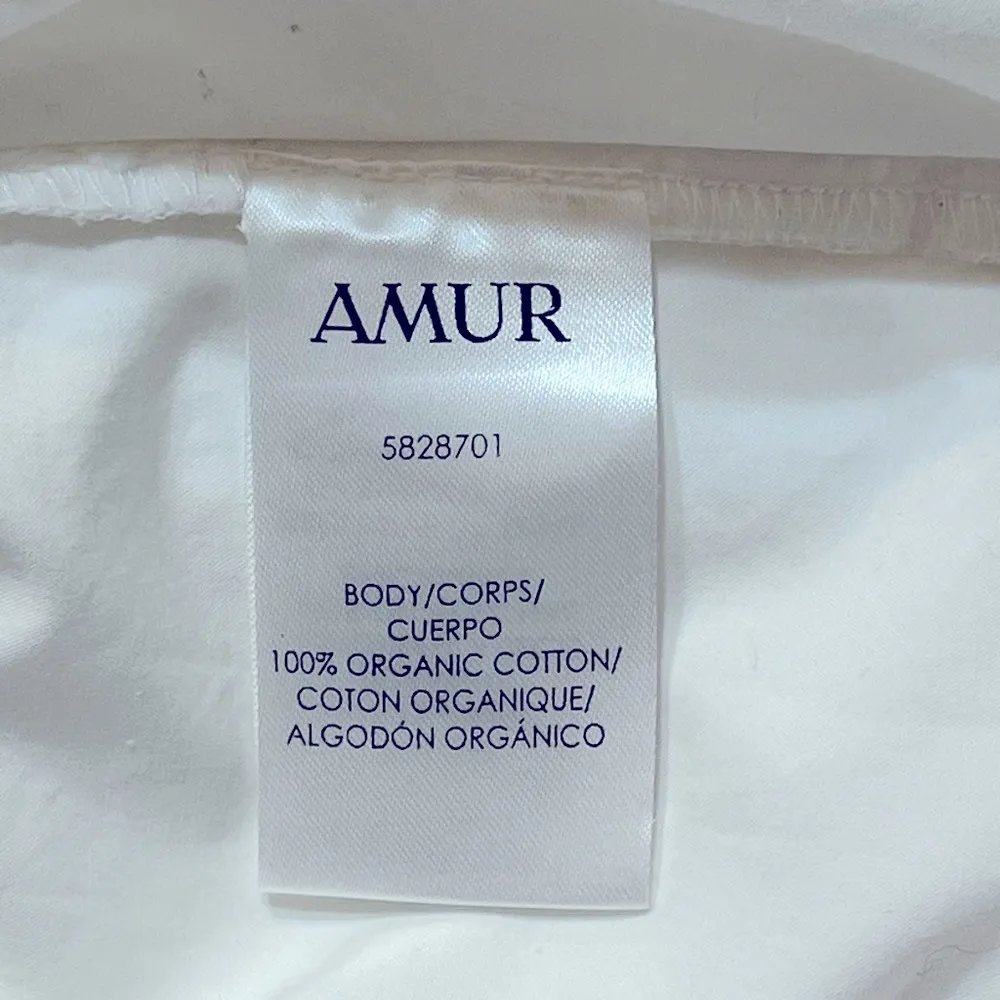 AMUR
5828701
BODY/CORPS/
CUERPO
100% ORGANIC COTTON/
COTON ORGANIQUE/
ALGODÓN ORGÁNICO